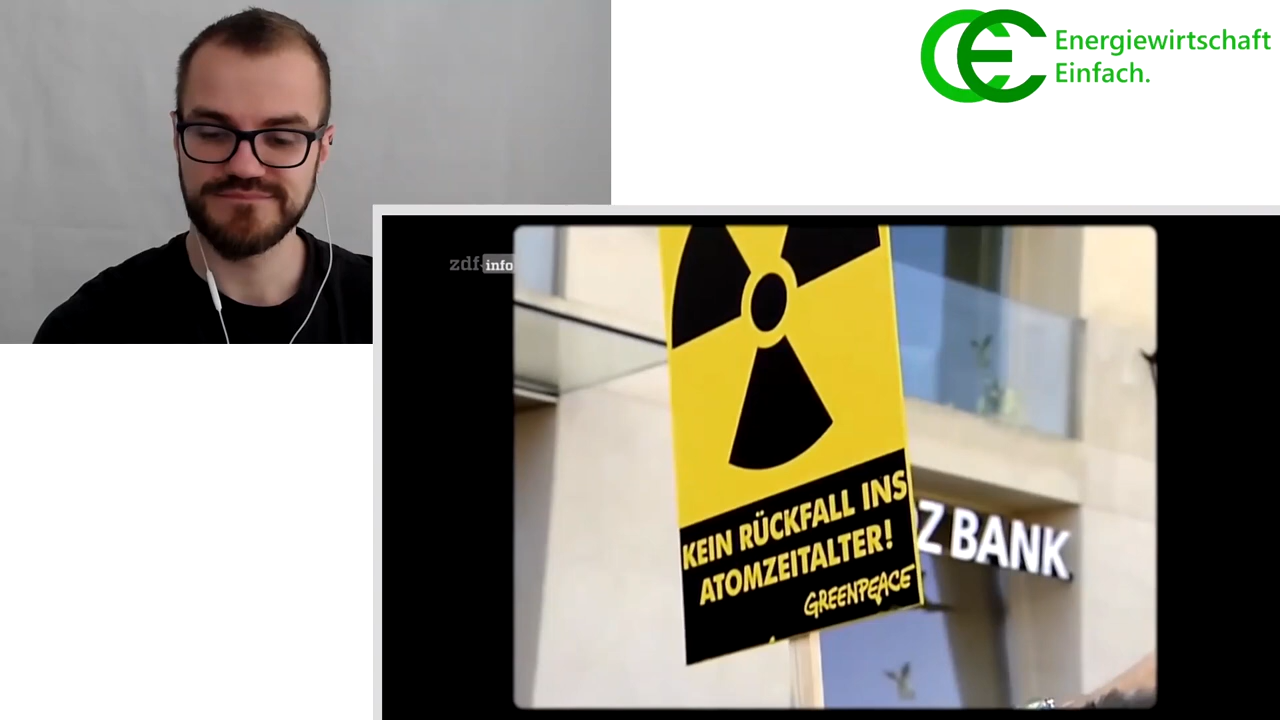 Energiewirtschaft
Einfach.
zdf info
KEIN RÜCKFALL INS
ATOMZEITALTER!
GREENPEACE
Z BANK